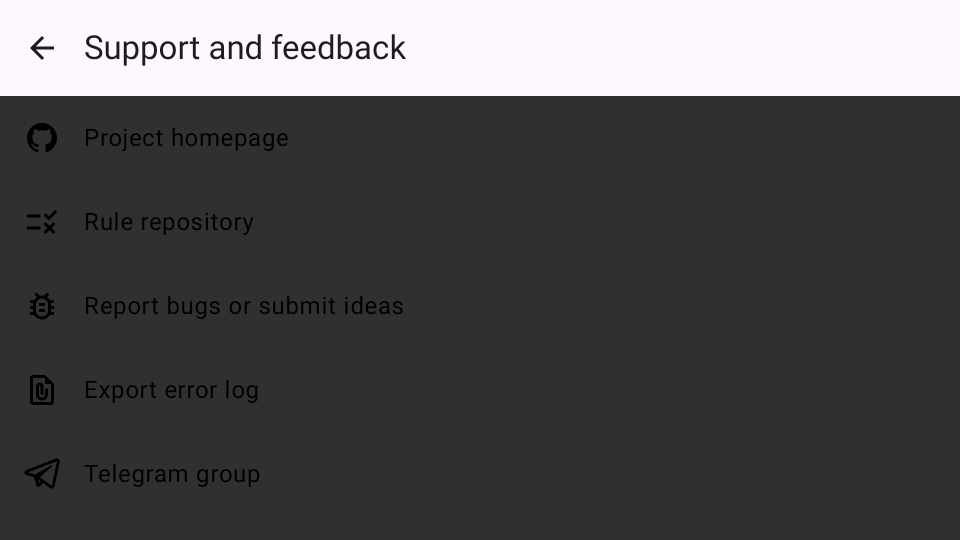 Support and feedback
Project homepage
Rule repository
Report bugs or submit ideas
Export error log
Telegram group